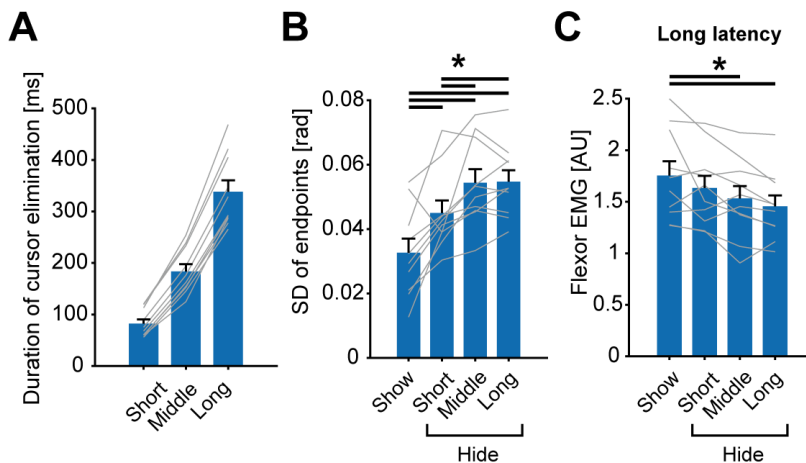 A
Duration of cursor elimination [ms]
500
400
300
200
100
0
Short
Middle
Long
B
*
SD of endpoints [rad]
0.08
0.06
0.04
0.02
0
Show
Short
Middle
Long
Hide
C
Long latency
*
Flexor EMG [AU]
2.5
2
1.5
1
0.5
0
Show
Short
Middle
Long
Hide